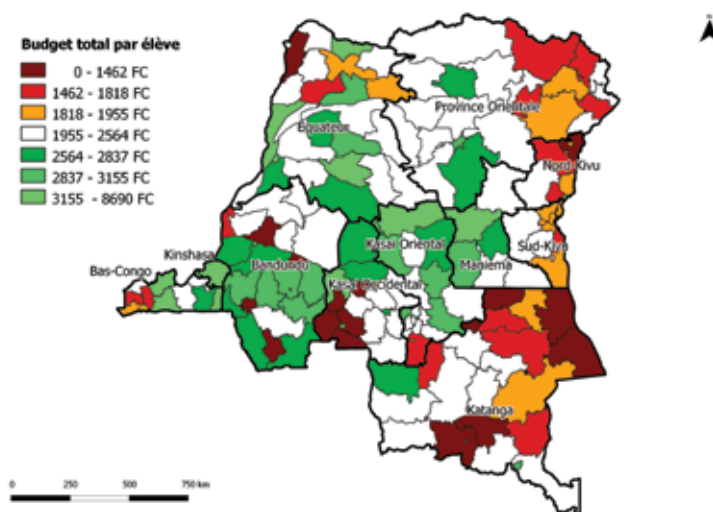 Budget total par élève
0 - 1462 FC
1462 - 1818 FC
1818 - 1955 FC
1955 - 2564 FC
2564 - 2837 FC
2837 - 3155 FC
3155 - 8690 FC
Province Orientale
Equateur
Nord-Kivu
Kinshasa
Bas-Congo
Bandundu
Kasai Oriental
Kasai Occidental
Maniema
Sud-Kivu
Katanga
0 250 500 750 km